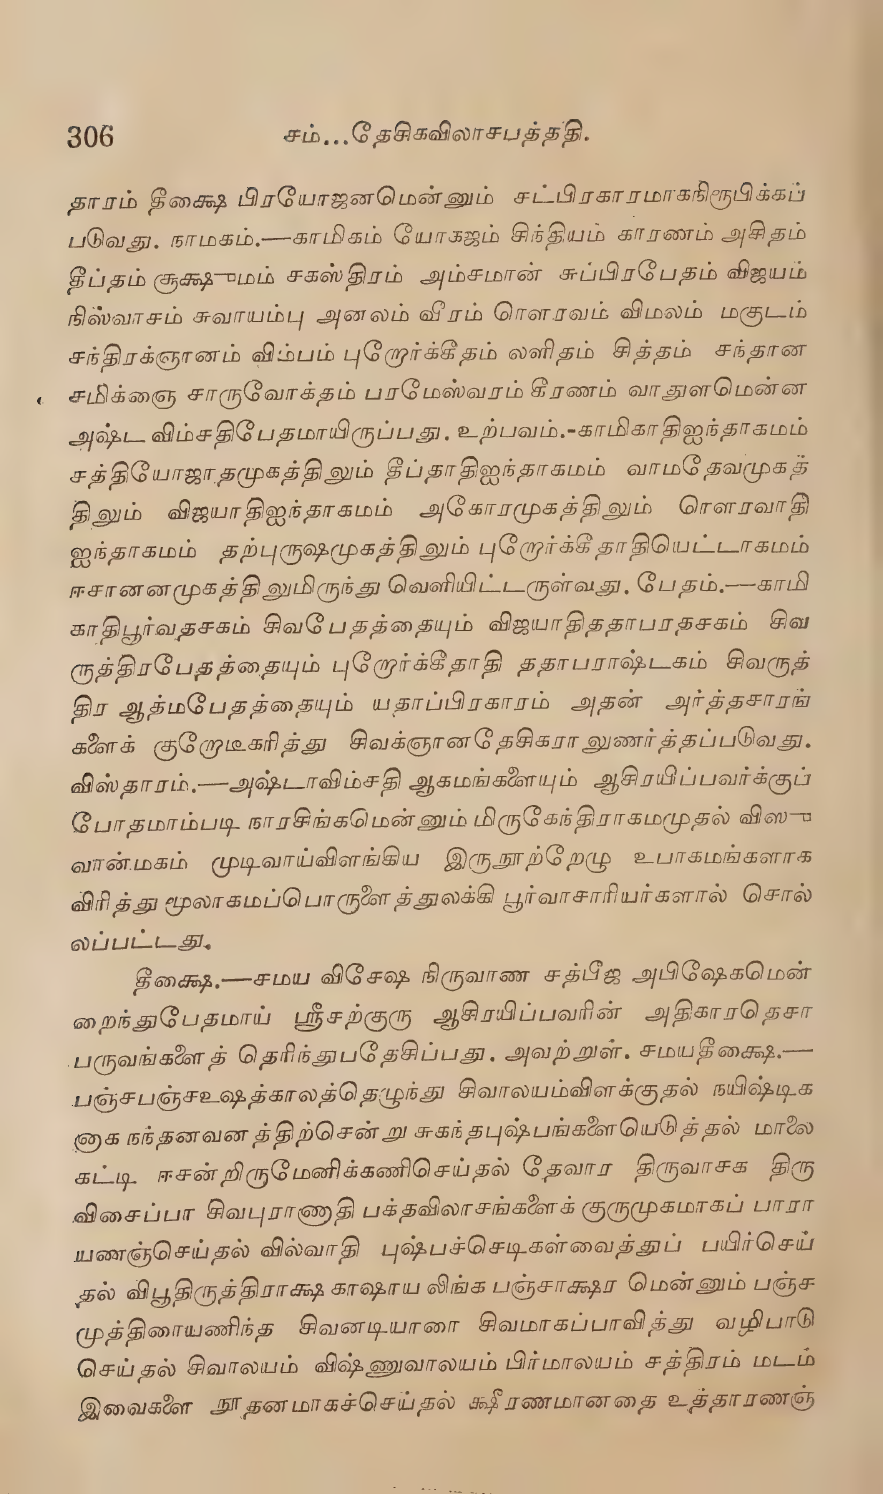 306 சம்...தேசிகவிலாசபத்ததி.
தாரம் தீக்ஷை பிரயோஜனமென்னும் சட்பிரகாரமாகநிரூபிக்கப்
படுவது. நாமகம்.—காமிகம் யோகஜம் சிந்தியம் காரணம் அசிதம்
தீப்தம் சூக்ஷுமம் சகஸ்திரம் அம்சமான் சுப்பிரபேதம் விஜயம்
நிஸ்வாசம் சுவாயம்பு அனலம் வீரம் ரௌரவம் விமலம் மகுடம்
சந்திரக்ஞானம் விம்பம் புறோர்க்கீதம் லளிதம் சித்தம் சந்தான
சமிக்ஞை சாருவோக்தம் பரமேஸ்வரம் கீரணம் வாதுளமென்ன
அஷ்ட விம்சதிபேதமாயிருப்பது. உற்பவம்.-காமிகாதிஐந்தாகமம்
சத்தியோஜாதமுகத்திலும் தீப்தாதிஐந்தாகமம் வாமதேவமுகத்
திலும் விஜயாதிஐந்தாகமம் அகோரமுகத்திலும் ரௌரவாதி
ஐந்தாகமம் தற்புருஷமுகத்திலும் புறோர்க்கீதாதியெட்டாகமம்
ஈசானனமுகத்திலுமிருந்து வெளியிட்டருள்வது. பேதம்.—காமி
காதிபூர்வதசகம் சிவபேதத்தையும் விஜயாதிததாபரதசகம் சிவ
ருத்திரபேதத்தையும் புறோர்க்கீதாதி ததாபராஷ்டகம் சிவருத்
திர ஆத்மபேதத்தையும் யதாப்பிரகாரம் அதன் அர்த்தசாரங்
களைக் குறோடீகரித்து சிவக்ஞானதேசிகரா லுணர்த்தப்படுவது.
விஸ்தாரம்.—அஷ்டாவிம்சதி ஆகமங்களையும் ஆசிரயிப்பவர்க்குப்
போதமாம்படி நாரசிங்கமென்னும் மிருகேந்திராகமமுதல் விஸு
வான்மகம் முடிவாய்விளங்கிய இருநூற்றேழு உபாகமங்களாக
விரித்து மூலாகமப்பொருளைத்துலக்கி பூர்வாசாரியர்களால் சொல்
லப்பட்டது.
தீக்ஷை.—சமய விசேஷ நிருவாண சத்பீஜ அபிஷேகமென்
றைந்துபேதமாய் ஸ்ரீசற்குரு ஆசிரயிப்பவரின் அதிகாரதெசா
பருவங்களைத் தெரிந்துபதேசிப்பது. அவற்றுள். சமயதீக்ஷை.—
பஞ்சபஞ்சஉஷத்காலத்தெழுந்து சிவாலயம்விளக்குதல் நயிஷ்டிக
னாக நந்தனவனத்திற்சென்று சுகந்தபுஷ்பங்களையெடுத்தல் மாலை
கட்டி ஈசன்றிருமேனிக்கணிசெய்தல் தேவார திருவாசக திரு
விசைப்பா சிவபுராணாதி பக்தவிலாசங்களைக் குருமுகமாகப் பாரா
யணஞ்செய்தல் வில்வாதி புஷ்பச்செடிகள்வைத்துப் பயிர்செய்
தல் விபூதிருத்திராக்ஷ காஷாய லிங்க பஞ்சாக்ஷர மென்னும் பஞ்ச
முத்திரையணிந்த சிவனடியாரை சிவமாகப்பாவித்து வழிபாடு
செய்தல் சிவாலயம் விஷ்ணுவாலயம் பிர்மாலயம் சத்திரம் மடம்
இவைகளை நூதனமாகச்செய்தல் க்ஷீரணமானதை உத்தாரணஞ்